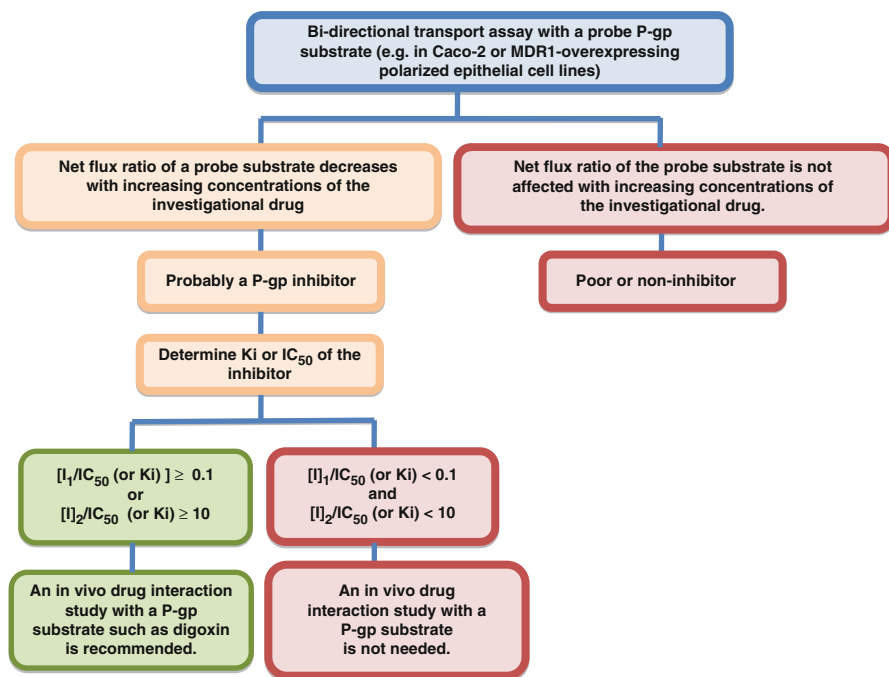 Bi-directional transport assay with a probe P-gp
substrate (e.g. in Caco-2 or MDR1-overexpressing
polarized epithelial cell lines)
Net flux ratio of a probe substrate decreases
with increasing concentrations of the
investigational drug
Net flux ratio of the probe substrate is not
affected with increasing concentrations of
the investigational drug.
Probably a P-gp inhibitor
Poor or non-inhibitor
Determine Ki or IC50 of the
inhibitor
[I1/IC50 (or Ki) ] ≥ 0.1
or
[I]2/IC50 (or Ki) ≥ 10
[I]1/IC50 (or Ki) < 0.1
and
[I]2/IC50 (or Ki) < 10
An in vivo drug interaction
study with a P-gp
substrate such as digoxin
is recommended.
An in vivo drug
interaction study with a
P-gp substrate
is not needed.